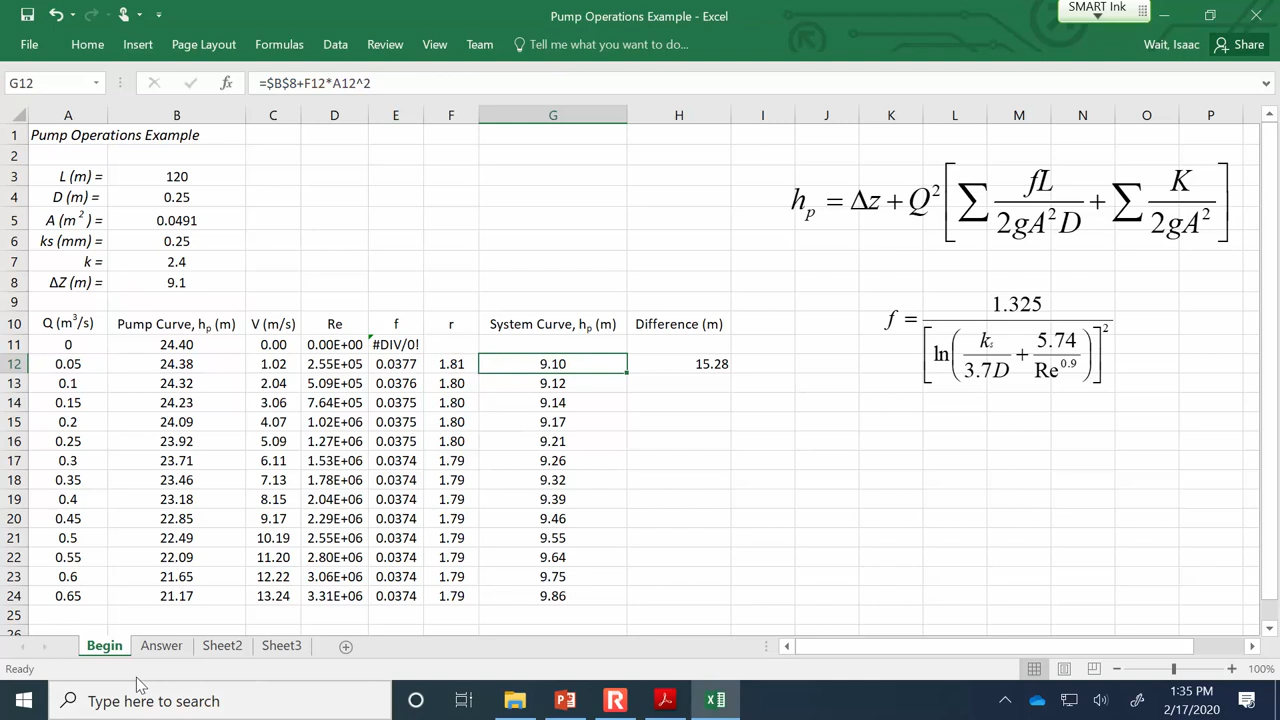 Pump Operations Example - Excel
SMART Ink
File Home Insert Page Layout Formulas Data Review View Team Tell me what you want to do... Wait, Isaac Share
G12 fx =$B$8+F12*A12^2
A B C D E F G H I J K L M N O P
1 Pump Operations Example
2
3 L (m) = 120
4 D (m) = 0.25
5 A (m²) = 0.0491
6 ks (mm) = 0.25
7 k = 2.4
8 ΔZ (m) = 9.1
9
10 Q (m³/s) Pump Curve, hp (m) V (m/s) Re f r System Curve, hp (m) Difference (m)
11 0 24.40 0.00 0.00E+00 #DIV/0!
12 0.05 24.38 1.02 2.55E+05 0.0377 1.81 9.10 15.28
13 0.1 24.32 2.04 5.09E+05 0.0376 1.80 9.12
14 0.15 24.23 3.06 7.64E+05 0.0375 1.80 9.14
15 0.2 24.09 4.07 1.02E+06 0.0375 1.80 9.17
16 0.25 23.92 5.09 1.27E+06 0.0375 1.80 9.21
17 0.3 23.71 6.11 1.53E+06 0.0374 1.79 9.26
18 0.35 23.46 7.13 1.78E+06 0.0374 1.79 9.32
19 0.4 23.18 8.15 2.04E+06 0.0374 1.79 9.39
20 0.45 22.85 9.17 2.29E+06 0.0374 1.79 9.46
21 0.5 22.49 10.19 2.55E+06 0.0374 1.79 9.55
22 0.55 22.09 11.20 2.80E+06 0.0374 1.79 9.64
23 0.6 21.65 12.22 3.06E+06 0.0374 1.79 9.75
24 0.65 21.17 13.24 3.31E+06 0.0374 1.79 9.86
25
26
hp = Δz + Q² [ ∑ fL / 2gA²D + ∑ K / 2gA² ]
f = 1.325 / [ ln ( ks / 3.7D + 5.74 / Re^0.9 ) ]²
Begin Answer Sheet2 Sheet3
Ready 100%
Type here to search
1:35 PM
2/17/2020